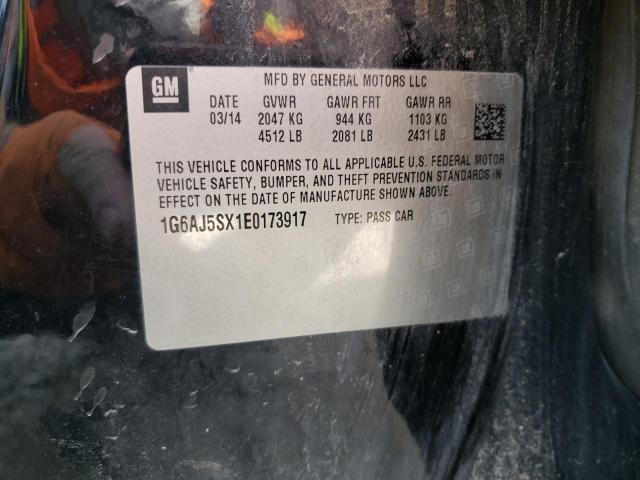 GM
MFD BY GENERAL MOTORS LLC
DATE GVWR GAWR FRT GAWR RR
03/14 2047 KG 944 KG 1103 KG
4512 LB 2081 LB 2431 LB
THIS VEHICLE CONFORMS TO ALL APPLICABLE U.S. FEDERAL MOTOR
VEHICLE SAFETY, BUMPER, AND THEFT PREVENTION STANDARDS IN
EFFECT ON THE DATE OF MANUFACTURE SHOWN ABOVE.
1G6AJ5SX1E0173917 TYPE: PASS CAR